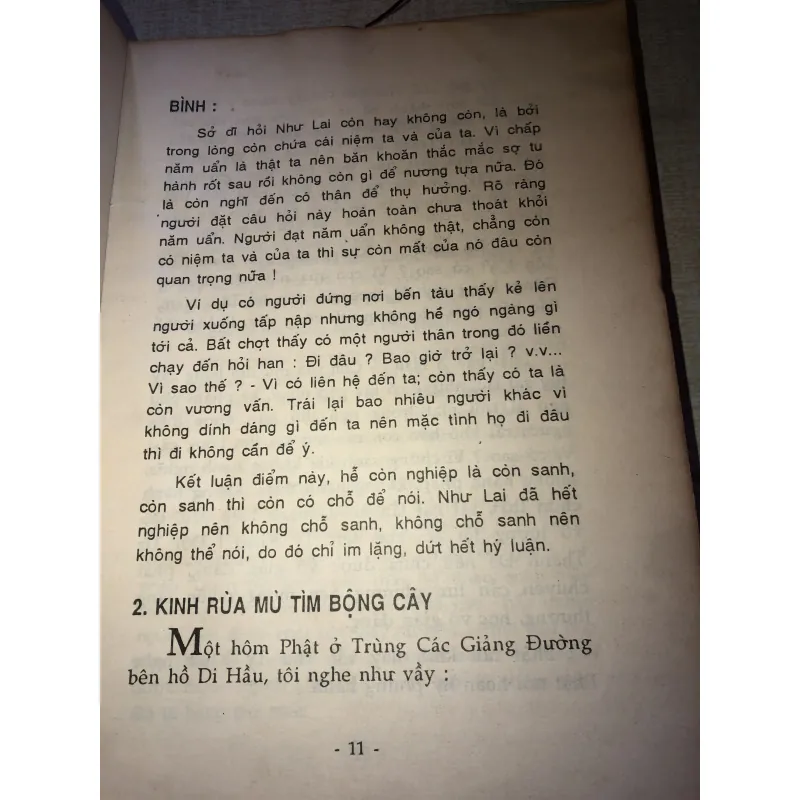 BÌNH :
Sở dĩ hỏi Như Lai còn hay không còn, là bởi
trong lòng còn chứa cái niệm ta và của ta. Vì chấp
năm uẩn là thật ta nên băn khoăn thắc mắc sợ tu
hành rốt sau rồi không còn gì để nương tựa nữa. Đó
là còn nghĩ đến có thân để thụ hưởng. Rõ ràng
người đặt câu hỏi này hoàn toàn chưa thoát khỏi
năm uẩn. Người đạt năm uẩn không thật, chẳng còn
có niệm ta và của ta thì sự còn mất của nó đâu còn
quan trọng nữa !
Ví dụ có người đứng nơi bến tàu thấy kẻ lên
người xuống tấp nập nhưng không hề ngó ngàng gì
tới cả. Bất chợt thấy có một người thân trong đó liền
chạy đến hỏi han : Đi đâu ? Bao giờ trở lại ? v.v...
Vì sao thế ? - Vì có liên hệ đến ta; còn thấy có ta là
còn vương vấn. Trái lại bao nhiêu người khác vì
không dính dáng gì đến ta nên mặc tình họ đi đâu
thì đi không cần để ý.
Kết luận điểm này, hễ còn nghiệp là còn sanh,
còn sanh thì còn có chỗ để nói. Như Lai đã hết
nghiệp nên không chỗ sanh, không chỗ sanh nên
không thể nói, do đó chỉ im lặng, dứt hết hý luận.
2. KINH RÙA MÙ TÌM BỘNG CÂY
Một hôm Phật ở Trùng Các Giảng Đường
bên hồ Di Hầu, tôi nghe như vầy :
- 11 -